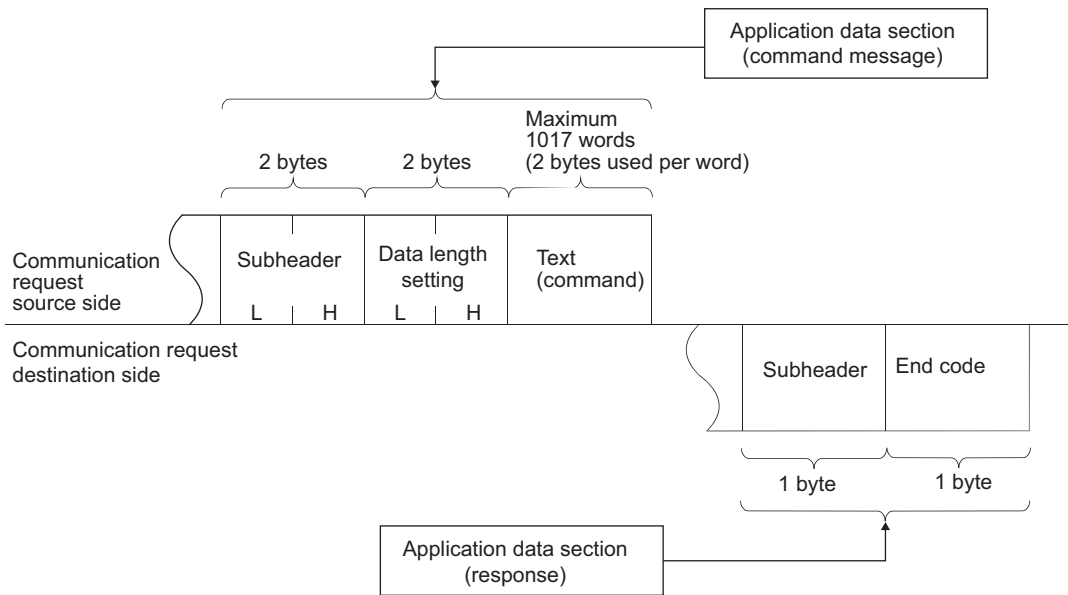 Application data section
(command message)
Maximum
1017 words
(2 bytes used per word)
2 bytes
2 bytes
Communication
request
source side
Subheader
Data length
setting
Text
(command)
L
H
L
H
Communication request
destination side
Subheader
End code
1 byte
1 byte
Application data section
(response)